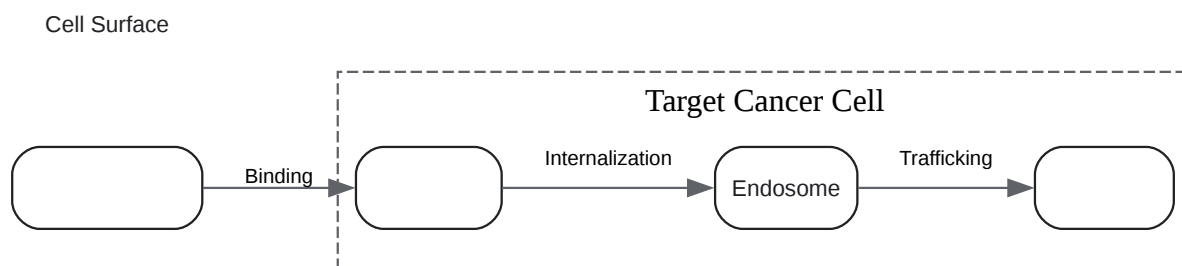 Cell Surface
Target Cancer Cell
Binding
Internalization
Endosome
Trafficking